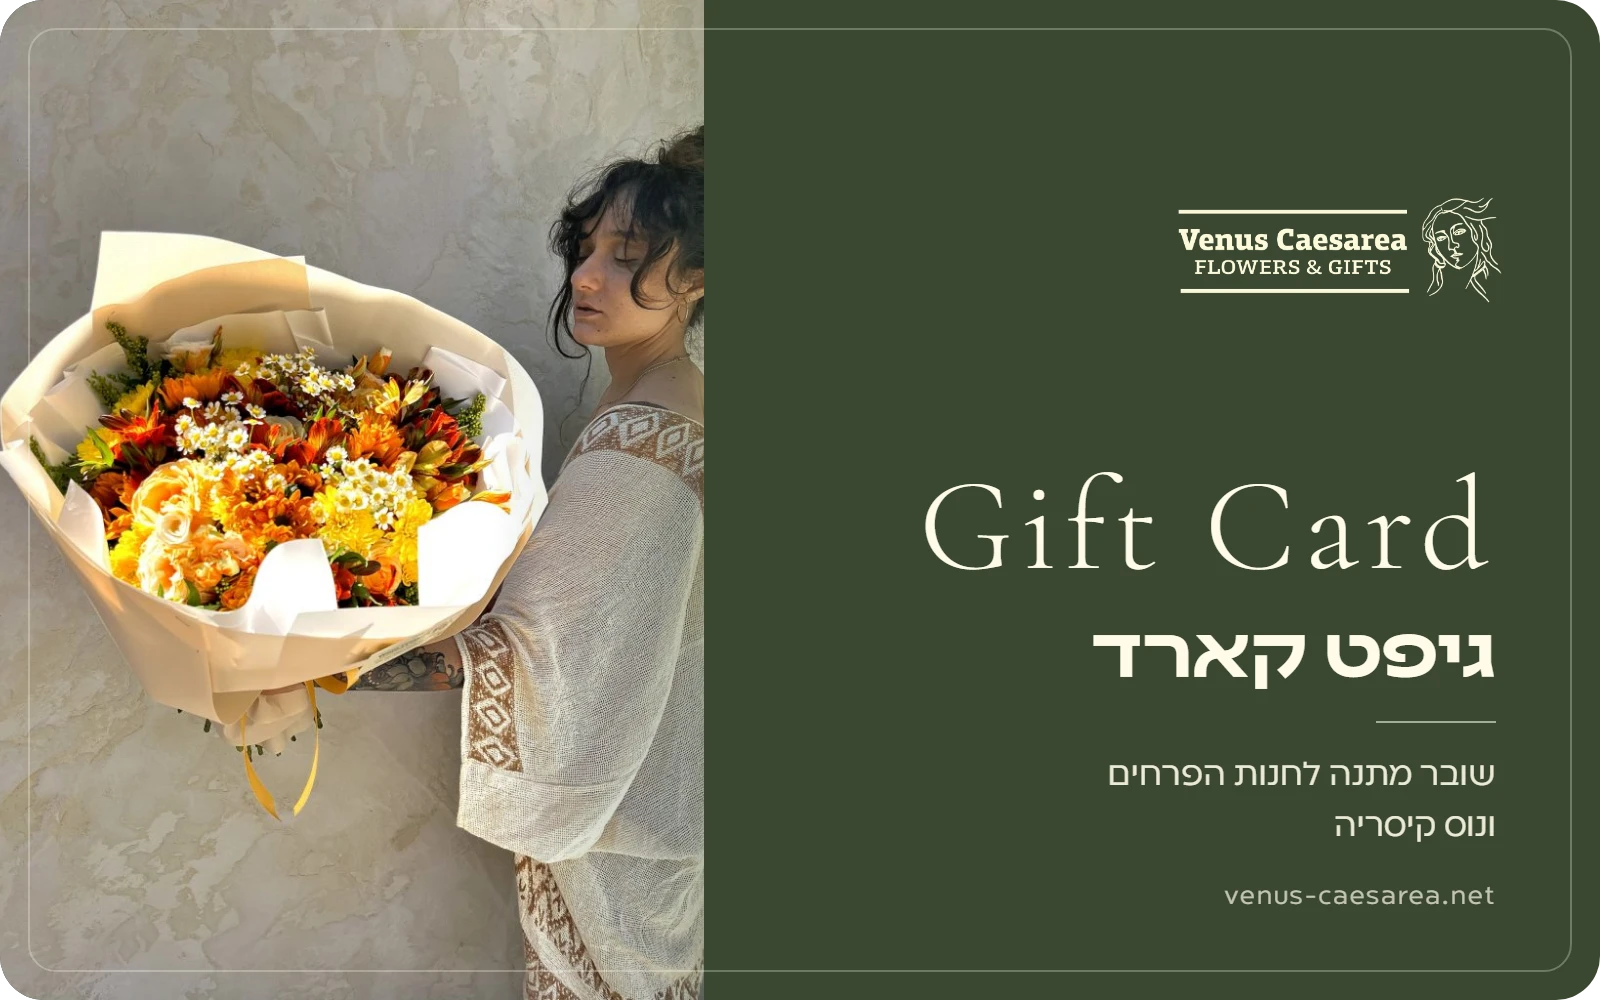 Venus Caesarea
FLOWERS & GIFTS
Gift Card
גיפט קארד
שובר מתנה לחנות הפרחים
ונוס קיסריה
venus-caesarea.net